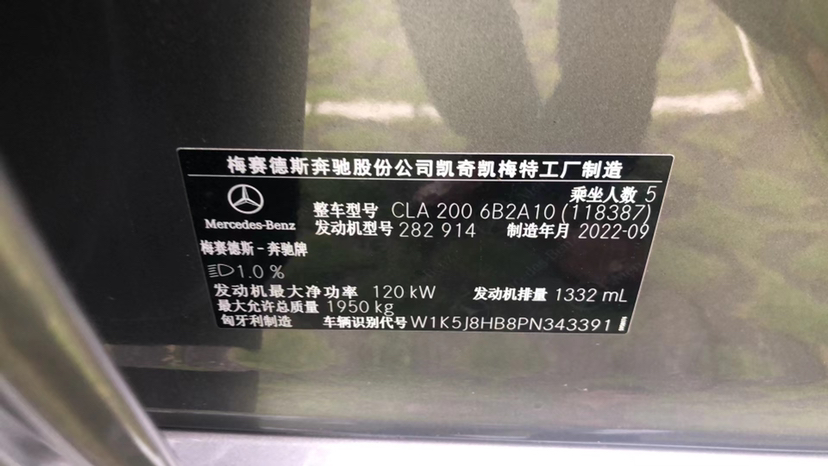 梅赛德斯奔驰股份公司凯奇凯梅特工厂制造
乘坐人数 5
Mercedes-Benz
整车型号 CLA 200 6B2A10 (118387)
发动机型号 282 914 制造年月 2022-09
梅赛德斯 - 奔驰牌
1.0 %
发动机最大净功率 120 kW 发动机排量 1332 mL
最大允许总质量 1950 kg
匈牙利制造 车辆识别代号 W1K5J8HB8PN343391